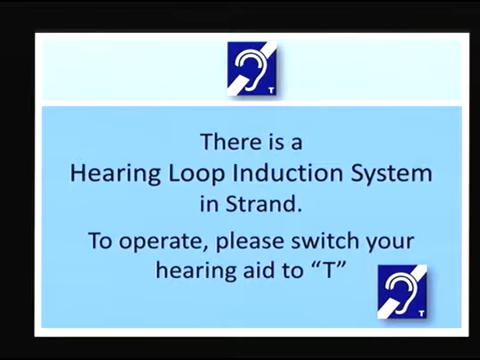 T
There is a
Hearing Loop Induction System
in Strand.
To operate, please switch your
hearing aid to “T”
T